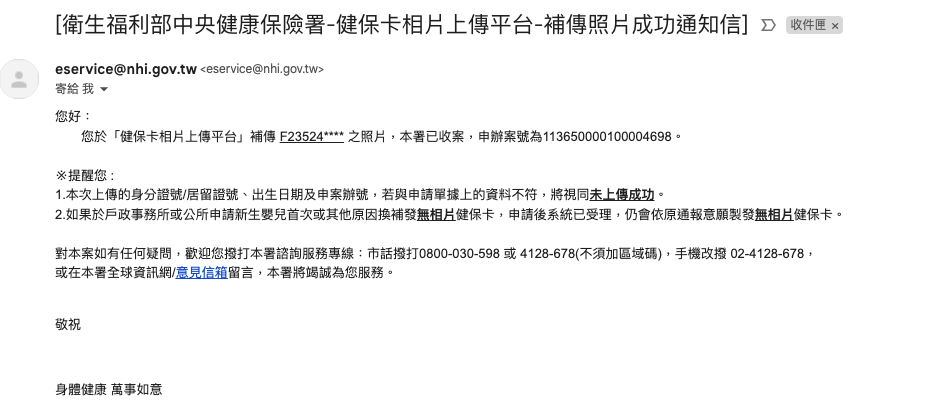 [衛生福利部中央健康保險署-健保卡相片上傳平台-補傳照片成功通知信] 收件匣 ×
eservice@nhi.gov.tw <eservice@nhi.gov.tw>
寄給 我
您好：
您於「健保卡相片上傳平台」補傳 F23524**** 之照片，本署已收案，申辦案號為113650000100004698。
※提醒您 :
1.本次上傳的身分證號/居留證號、出生日期及申案辦號，若與申請單據上的資料不符，將視同未上傳成功。
2.如果於戶政事務所或公所申請新生嬰兒首次或其他原因換補發無相片健保卡，申請後系統已受理，仍會依原通報意願製發無相片健保卡。
對本案如有任何疑問，歡迎您撥打本署諮詢服務專線：市話撥打0800-030-598 或 4128-678(不須加區域碼)，手機改撥 02-4128-678，
或在本署全球資訊網/意見信箱留言，本署將竭誠為您服務。
敬祝
身體健康 萬事如意